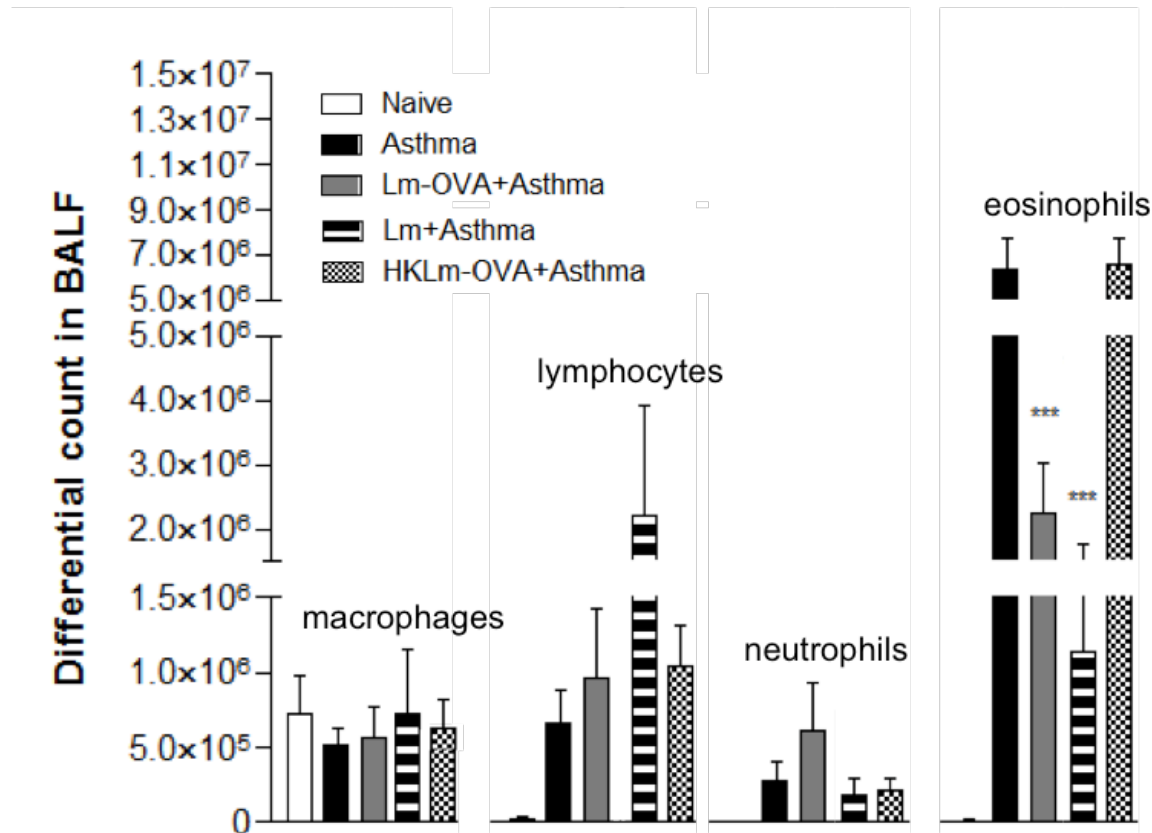 Differential count in BALF
1.5x10⁷
1.3x10⁷
1.1x10⁷
9.0x10⁶
7.0x10⁶
5.0x10⁶
5.0x10⁶
4.0x10⁶
3.0x10⁶
2.0x10⁶
1.5x10⁶
1.0x10⁶
5.0x10⁵
0
Naive
Asthma
Lm-OVA+Asthma
Lm+Asthma
HKLm-OVA+Asthma
macrophages
lymphocytes
neutrophils
eosinophils
***
***